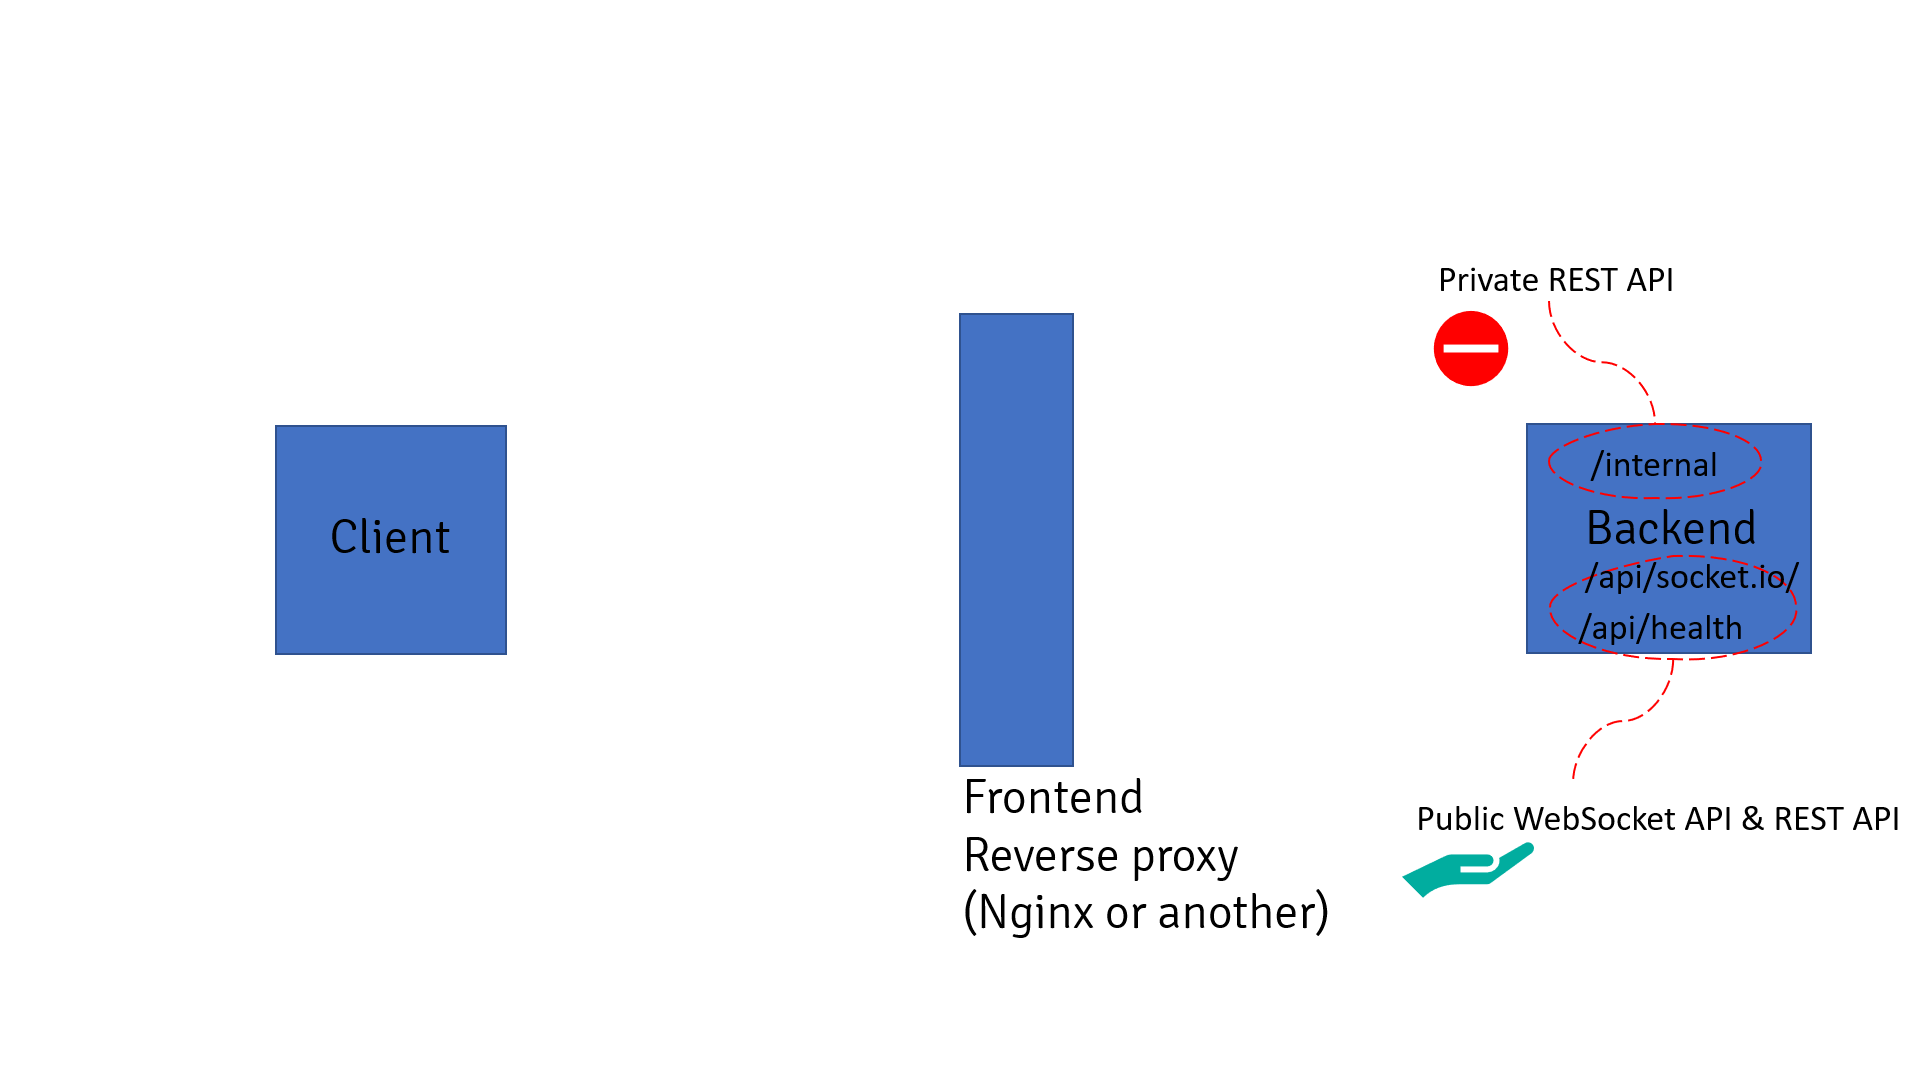 Private REST API
/internal
Client
Backend
/api/socket.io/
/api/health
Frontend
Reverse proxy
(Nginx or another)
Public WebSocket API & REST API